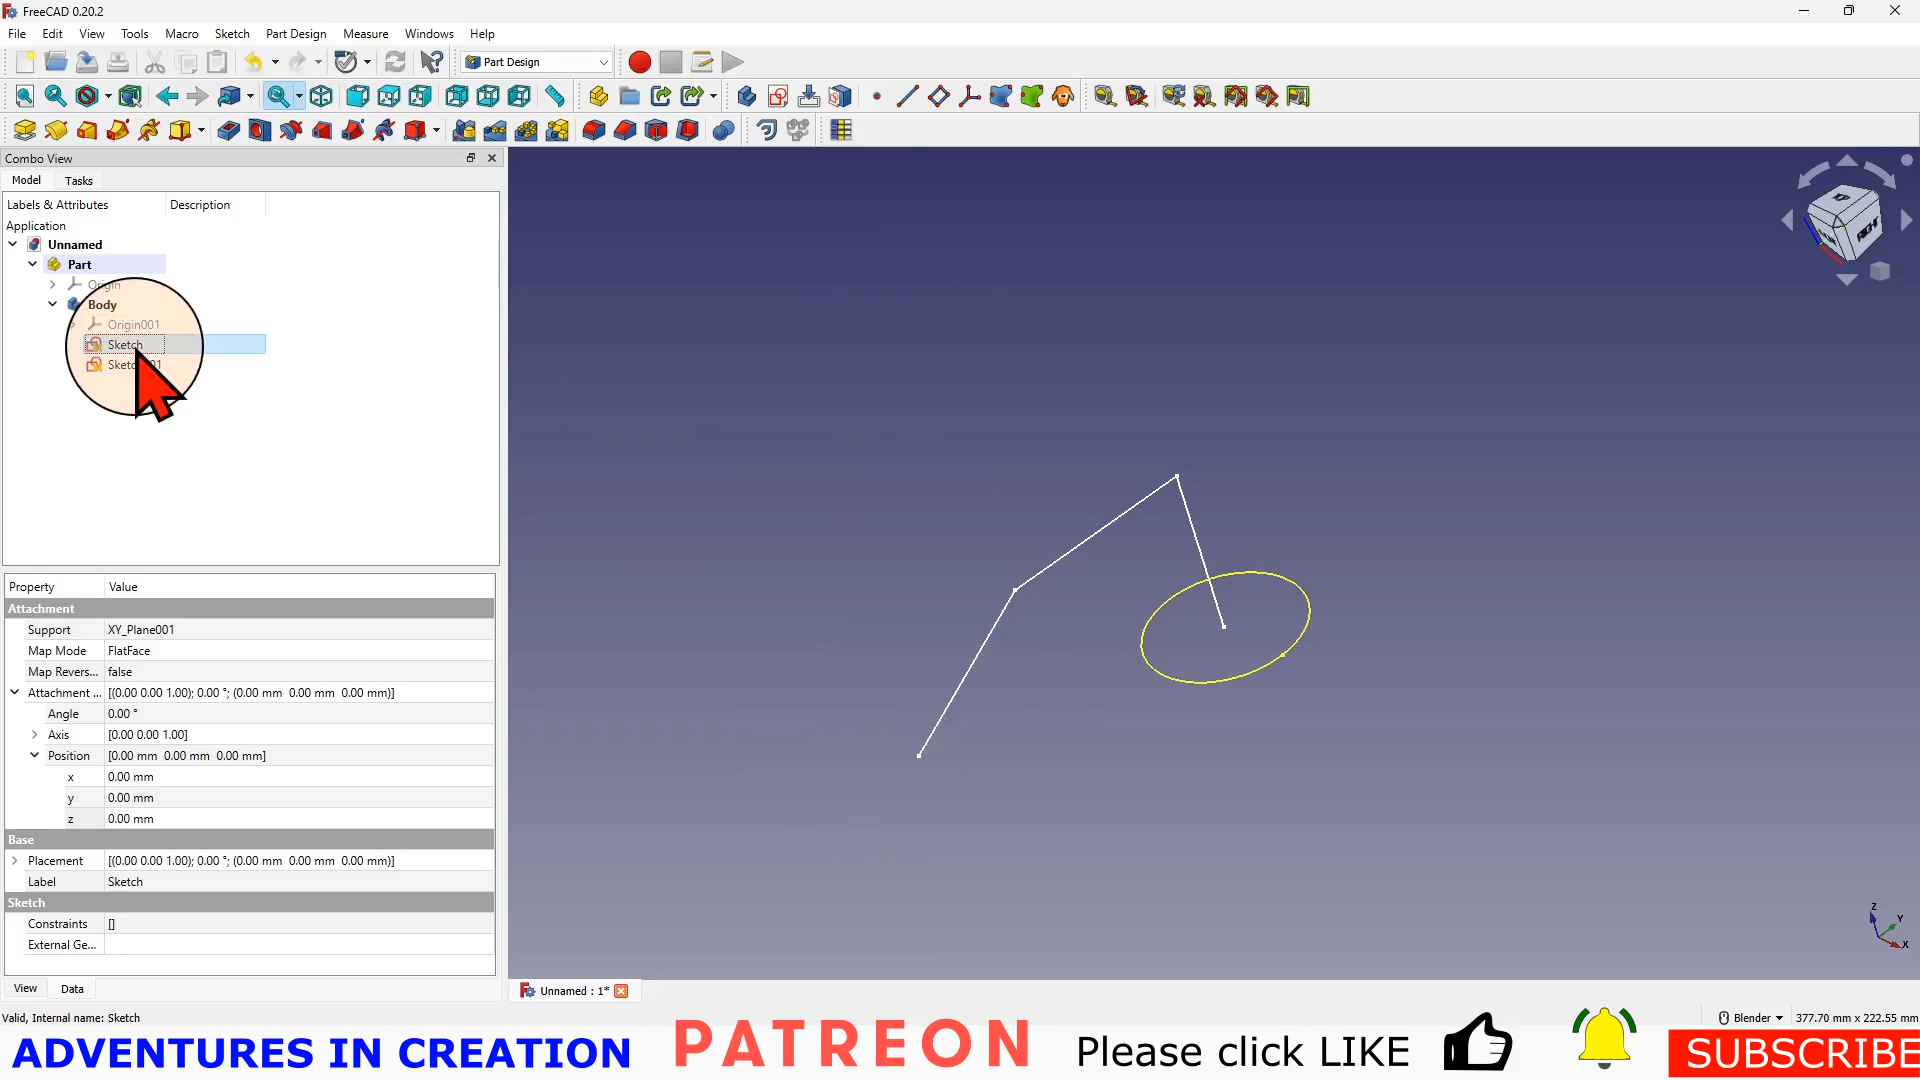 FreeCAD 0.20.2
File Edit View Tools Macro Sketch Part Design Measure Windows Help
Part Design
Combo View
Model Tasks
Labels & Attributes Description
Application
Unnamed
Part
Origin
Body
Origin001
Sketch
Property Value
Attachment
Support XY_Plane001
Map Mode FlatFace
Map Revers... false
Attachment ... [(0.00 0.00 1.00); 0.00 °; (0.00 mm 0.00 mm 0.00 mm)]
Angle 0.00 °
Axis [0.00 0.00 1.00]
Position [0.00 mm 0.00 mm 0.00 mm]
x 0.00 mm
y 0.00 mm
z 0.00 mm
Base
Placement [(0.00 0.00 1.00); 0.00 °; (0.00 mm 0.00 mm 0.00 mm)]
Label Sketch
Sketch
Constraints []
External Ge...
View Data
Unnamed : 1*
RIGHT
Z
Y
X
Valid, Internal name: Sketch
Blender 377.70 mm x 222.55 mm
ADVENTURES IN CREATION
PATREON
Please click LIKE
SUBSCRIBE